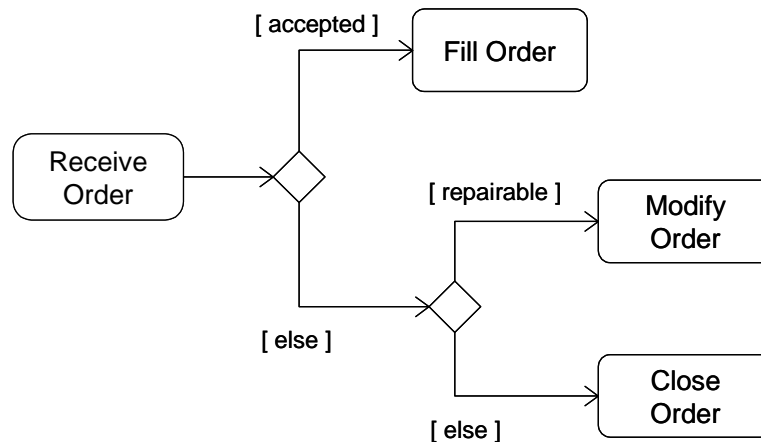 [ accepted ]
Fill Order
Receive
Order
[ repairable ]
Modify
Order
[ else ]
Close
Order
[ else ]